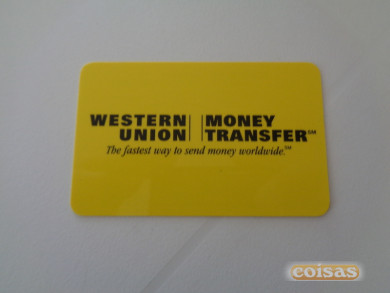 WESTERN UNION | MONEY TRANSFER℠
The fastest way to send money worldwide.℠
coisas